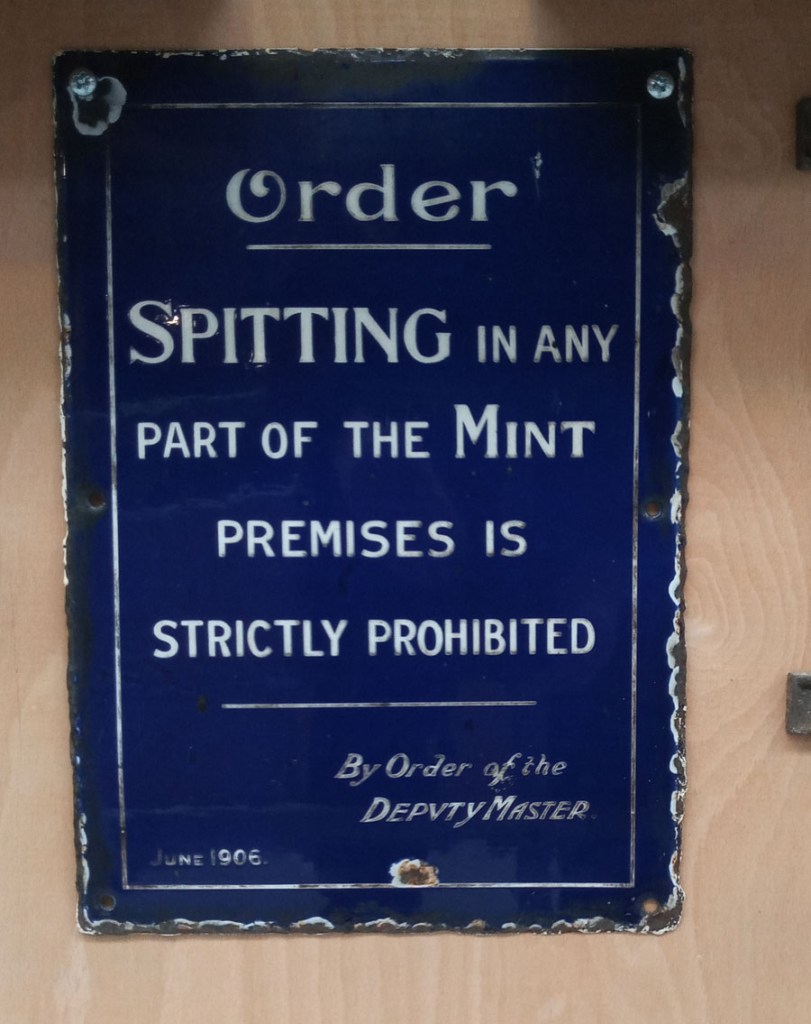 Order
SPITTING IN ANY
PART OF THE MINT
PREMISES IS
STRICTLY PROHIBITED
By Order of the
DEPVTY MASTER.
JUNE 1906.